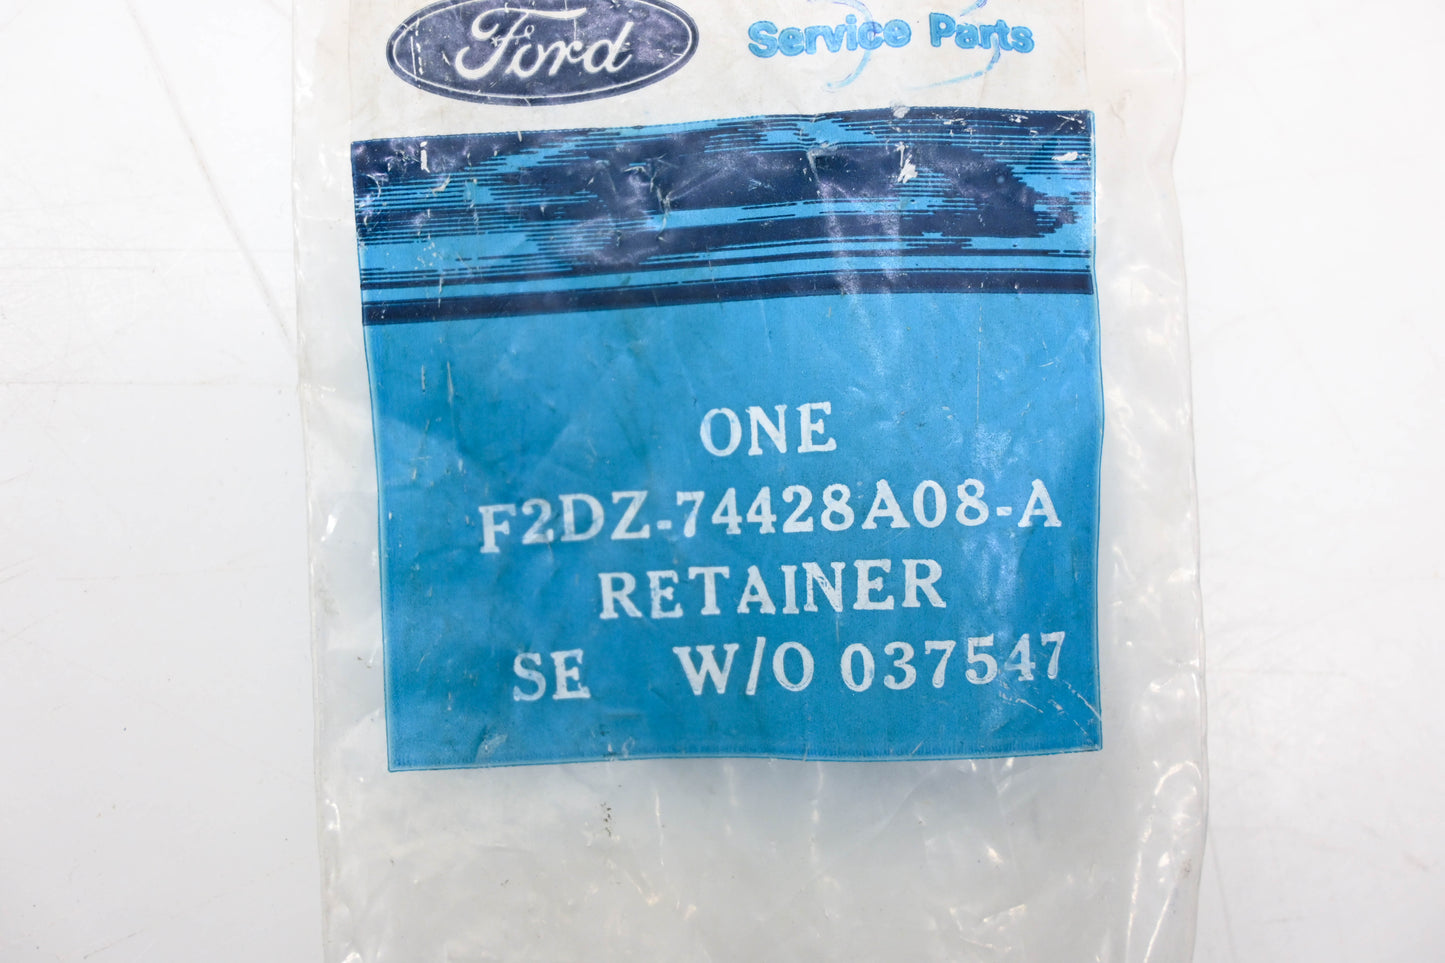 Ford
Service Parts
ONE
F2DZ-74428A08-A
RETAINER
SE W/O 037547